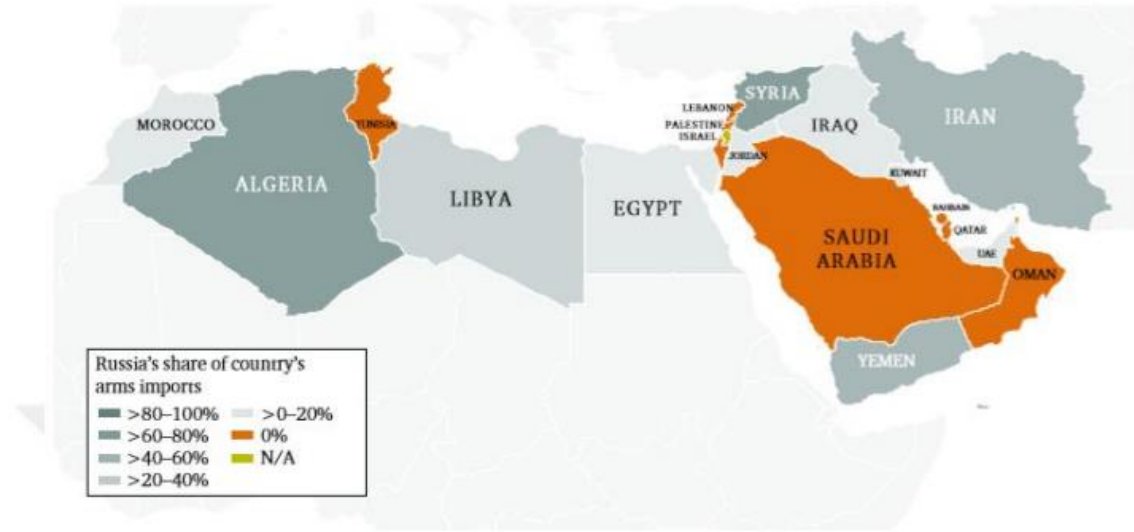 MOROCCO
ALGERIA
TUNISIA
LIBYA
EGYPT
LEBANON
PALESTINE
ISRAEL
SYRIA
JORDAN
IRAQ
IRAN
KUWAIT
BAHRAIN
QATAR
UAE
SAUDI
ARABIA
OMAN
YEMEN
Russia's share of country's
arms imports
>80–100%
>60–80%
>40–60%
>20–40%
>0–20%
0%
N/A